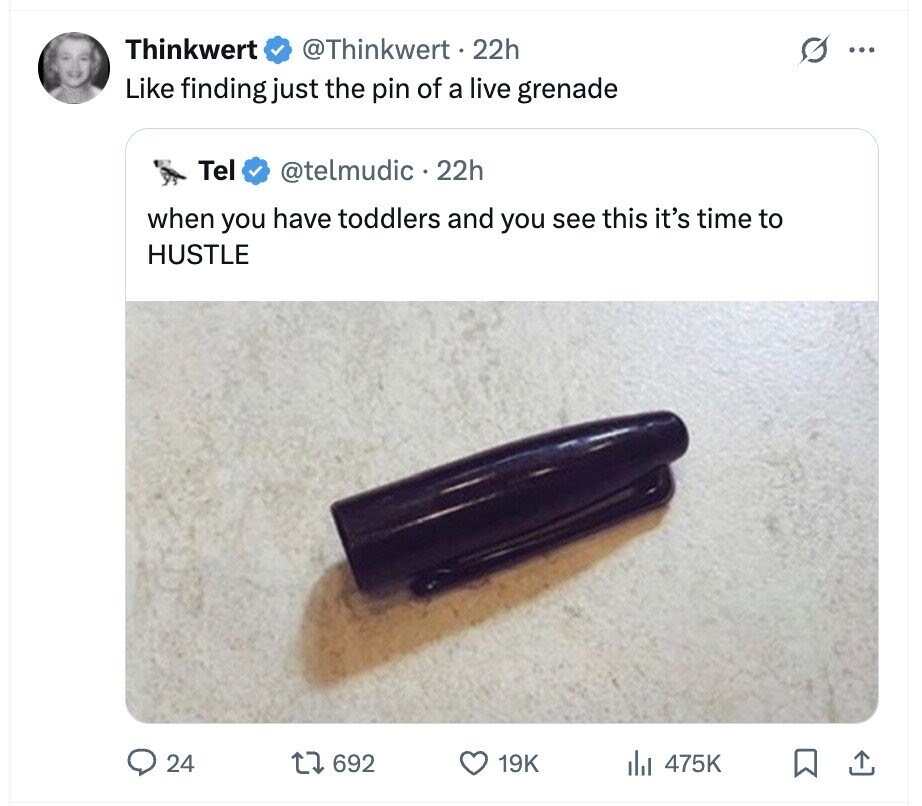 Thinkwert @Thinkwert · 22h
Like finding just the pin of a live grenade
Tel @telmudic · 22h
when you have toddlers and you see this it’s time to
HUSTLE
24 692 19K 475K